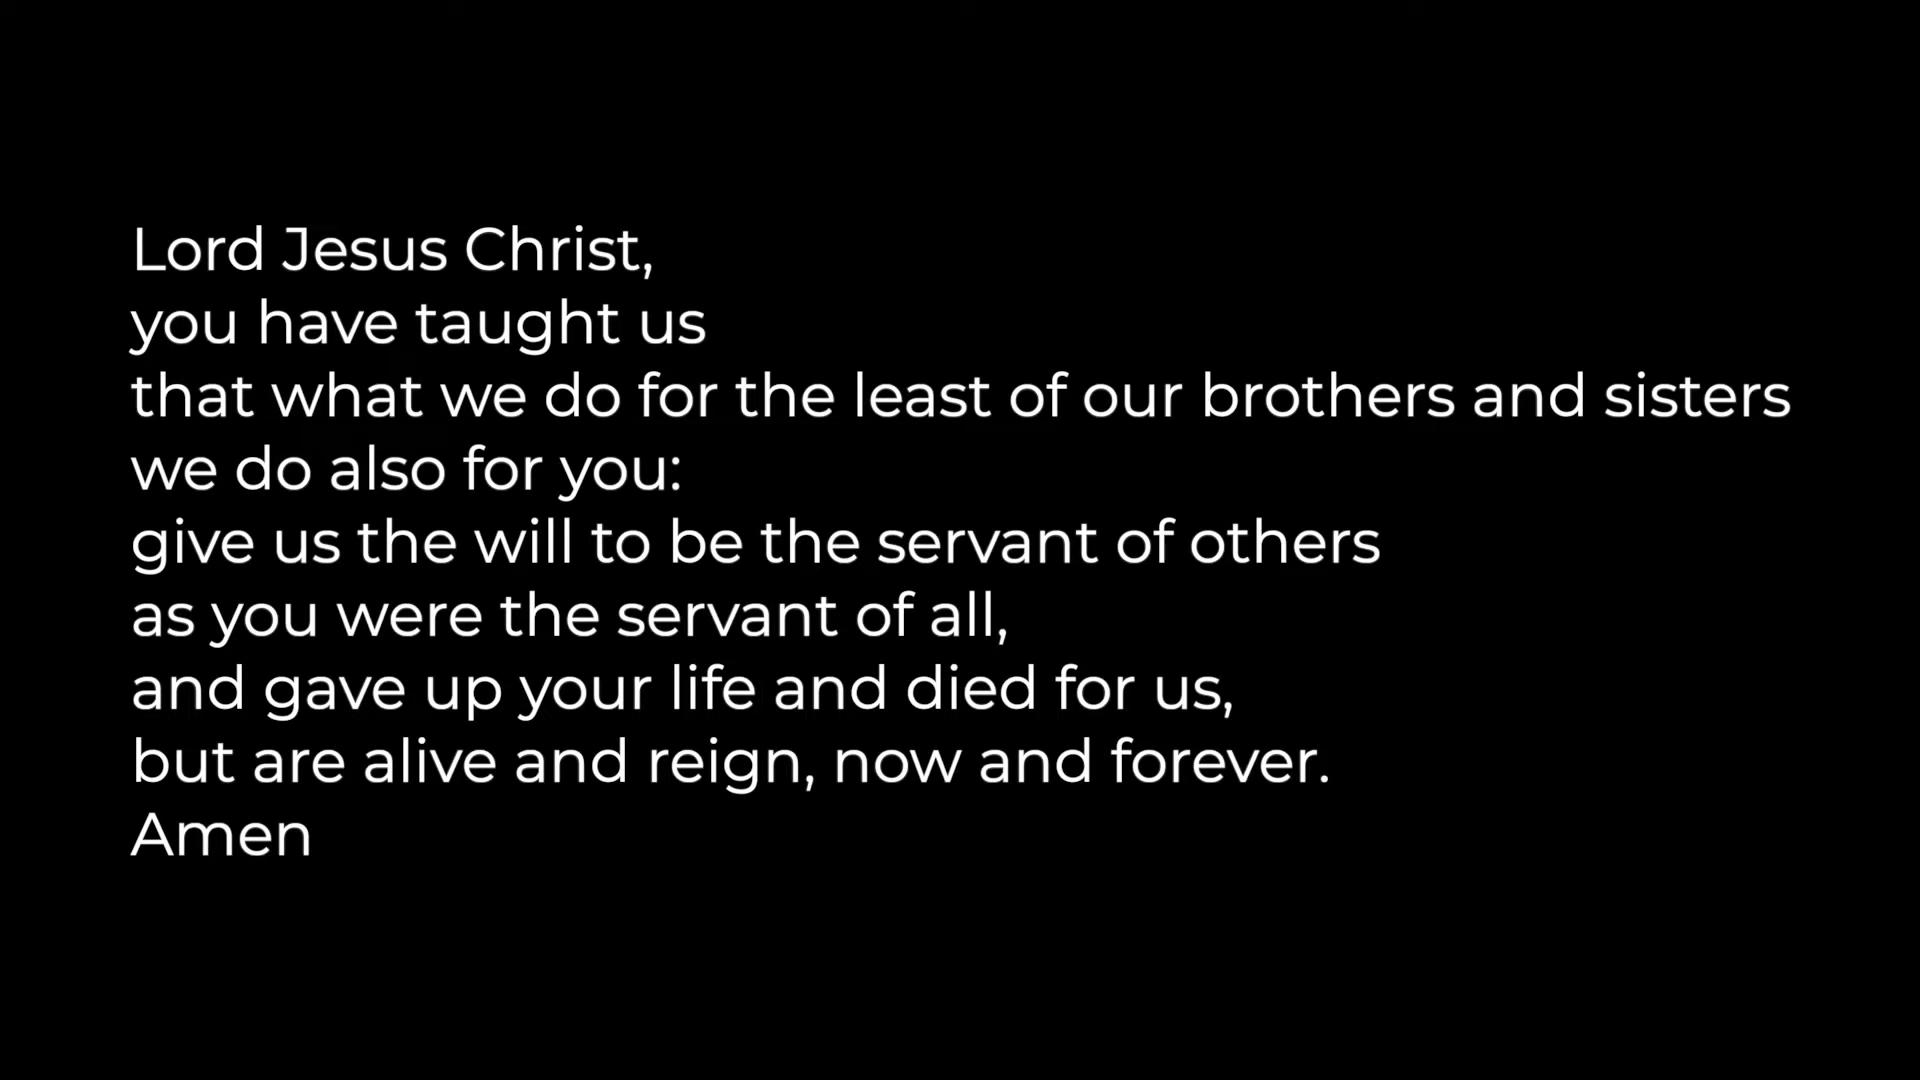 Lord Jesus Christ,
you have taught us
that what we do for the least of our brothers and sisters
we do also for you:
give us the will to be the servant of others
as you were the servant of all,
and gave up your life and died for us,
but are alive and reign, now and forever.
Amen